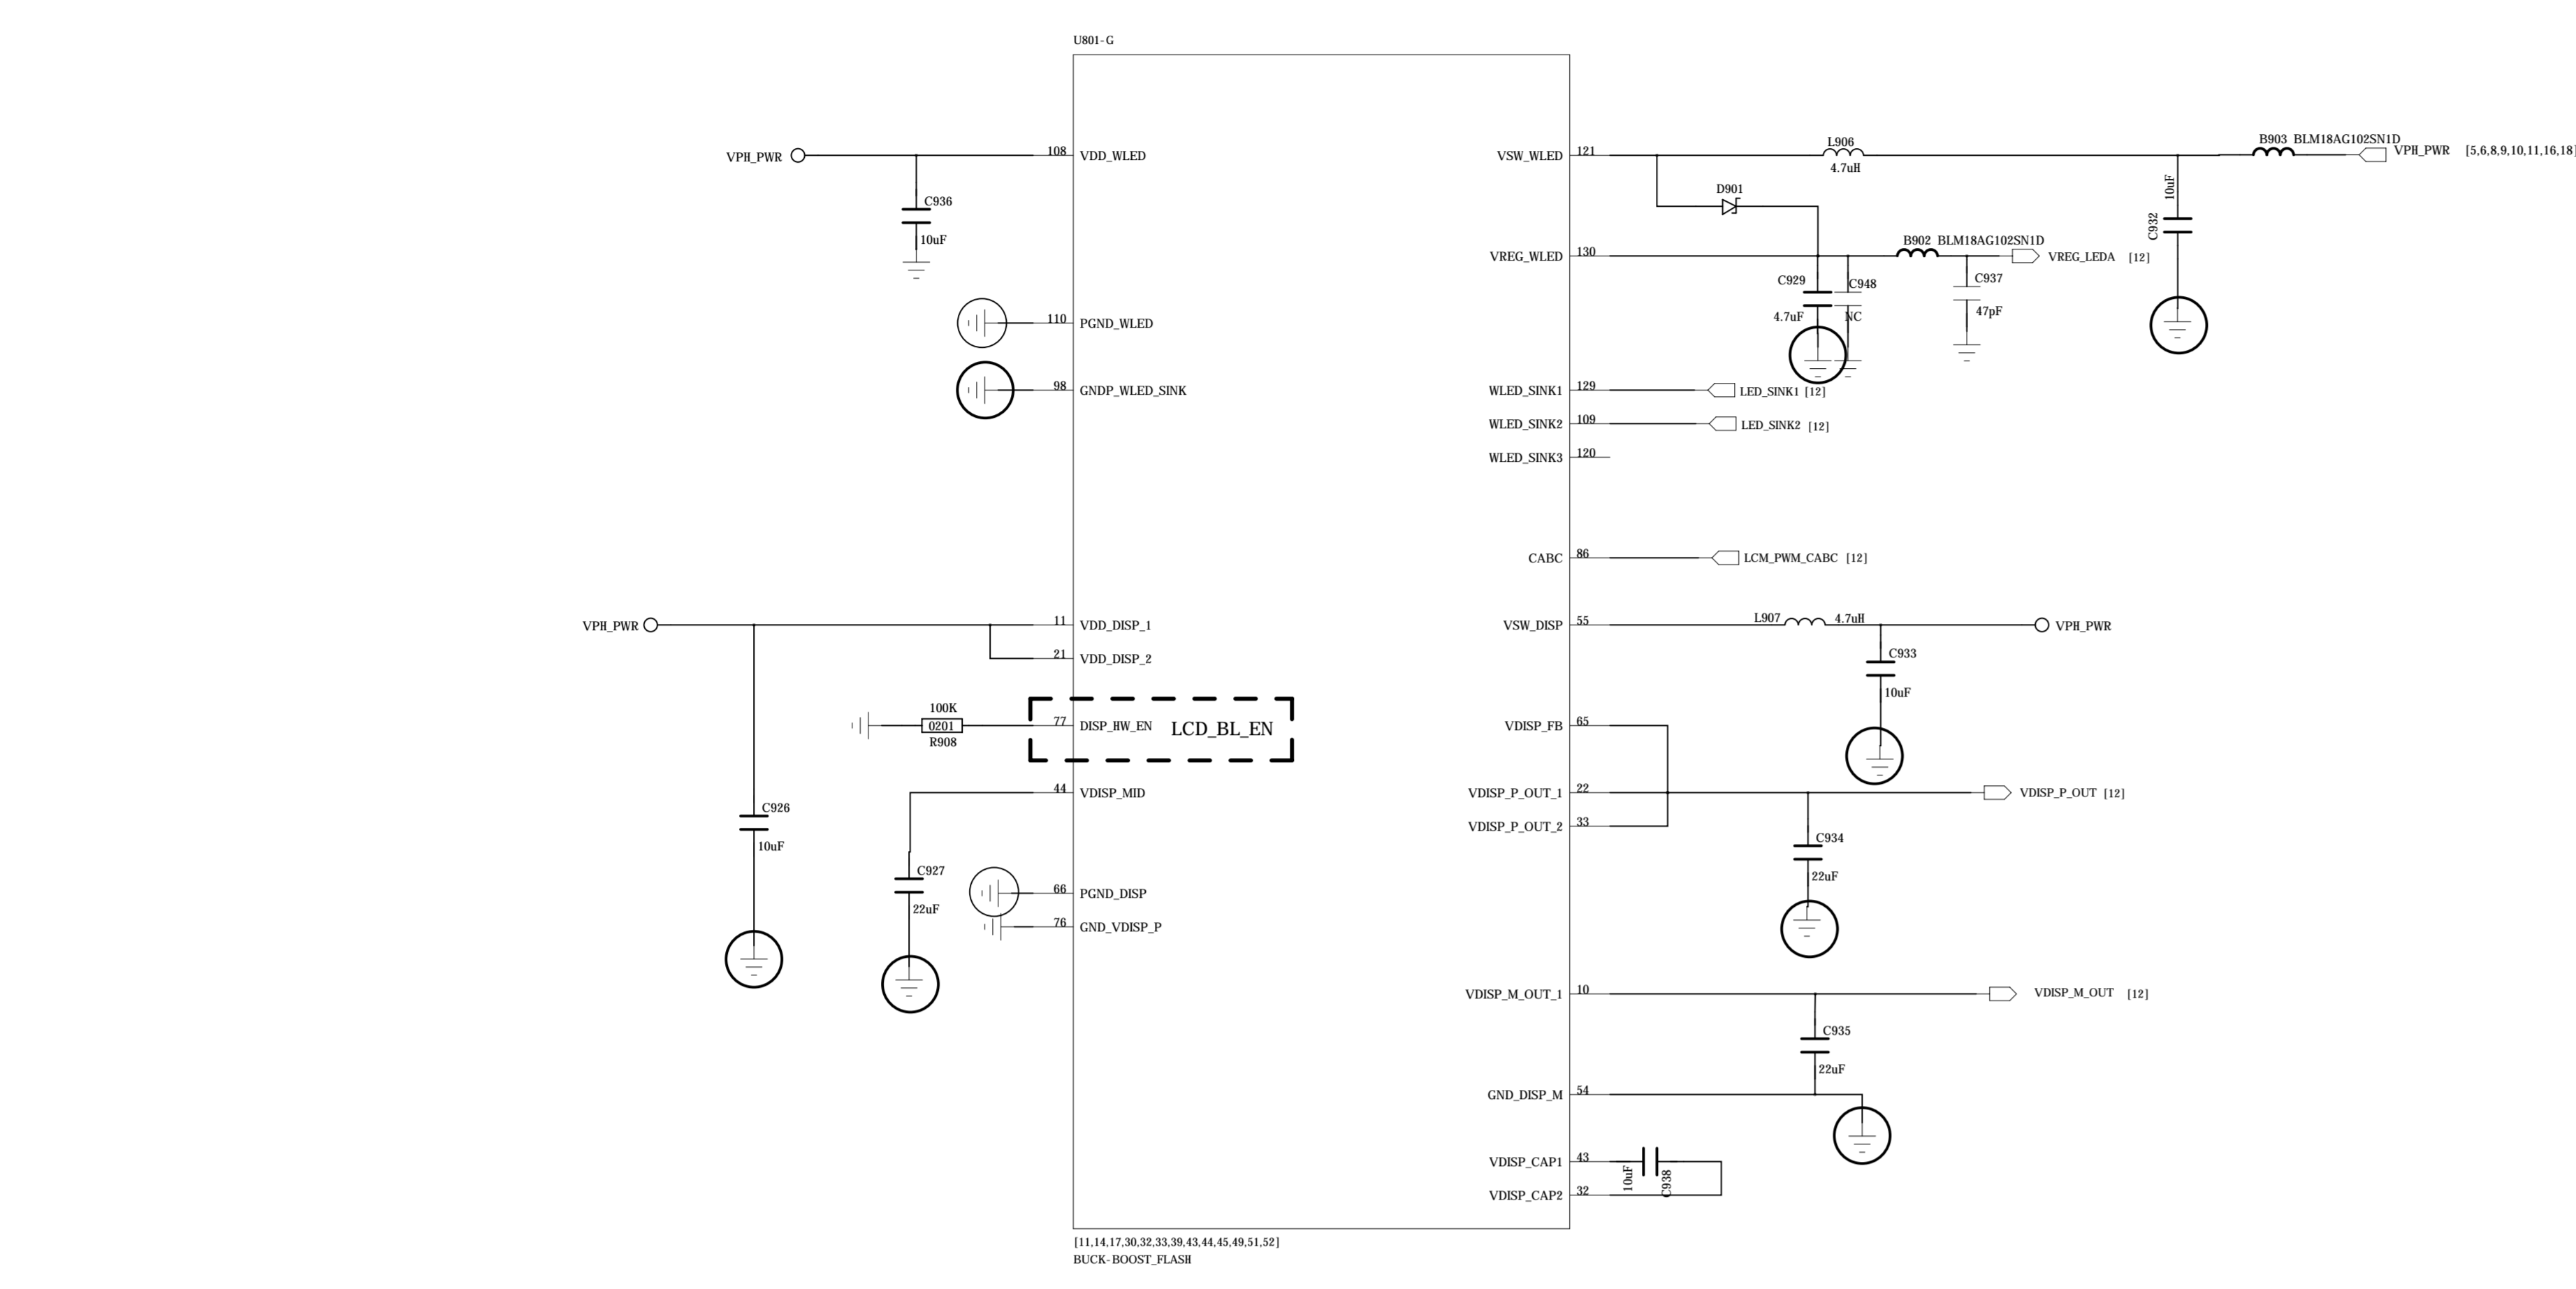 U801-G
VPH_PWR
108 VDD_WLED
C936
10uF
110 PGND_WLED
98 GNDP_WLED_SINK
VPH_PWR
11 VDD_DISP_1
21 VDD_DISP_2
100K
0201
R908
77 DISP_HW_EN LCD_BL_EN
44 VDISP_MID
C926
10uF
C927
22uF
66 PGND_DISP
76 GND_VDISP_P
VSW_WLED 121
L906
4.7uH
B903 BLM18AG102SN1D
VPH_PWR [5,6,8,9,10,11,16,18]
10uF
C932
D901
VREG_WLED 130
B902 BLM18AG102SN1D
VREG_LEDA [12]
C929
4.7uF
C948
NC
C937
47pF
WLED_SINK1 129 LED_SINK1 [12]
WLED_SINK2 109 LED_SINK2 [12]
WLED_SINK3 120
CABC 86 LCM_PWM_CABC [12]
VSW_DISP 55 L907 4.7uH VPH_PWR
C933
10uF
VDISP_FB 65
VDISP_P_OUT_1 22 VDISP_P_OUT [12]
VDISP_P_OUT_2 33
C934
22uF
VDISP_M_OUT_1 10 VDISP_M_OUT [12]
C935
22uF
GND_DISP_M 54
VDISP_CAP1 43
10uF
C938
VDISP_CAP2 32
[11,14,17,30,32,33,39,43,44,45,49,51,52]
BUCK-BOOST_FLASH